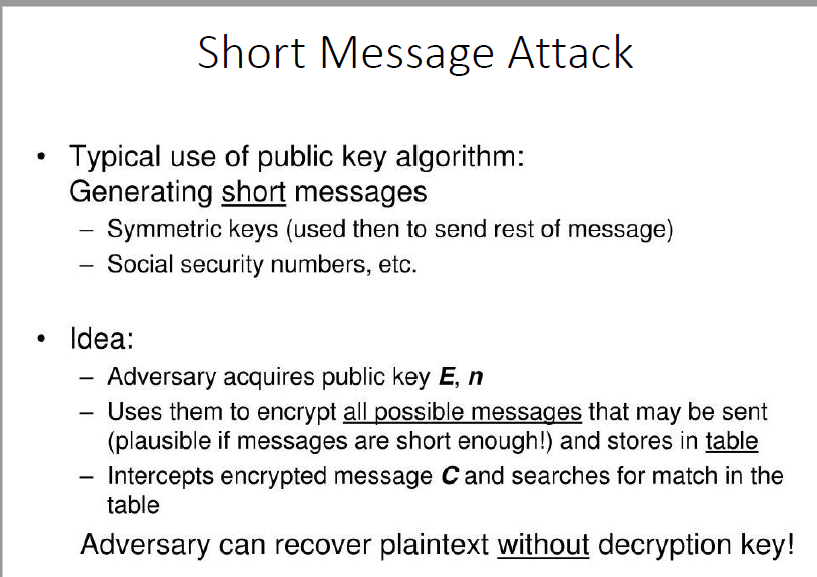 Short Message Attack
• Typical use of public key algorithm:
Generating short messages
– Symmetric keys (used then to send rest of message)
– Social security numbers, etc.
• Idea:
– Adversary acquires public key E, n
– Uses them to encrypt all possible messages that may be sent
(plausible if messages are short enough!) and stores in table
– Intercepts encrypted message C and searches for match in the
table
Adversary can recover plaintext without decryption key!